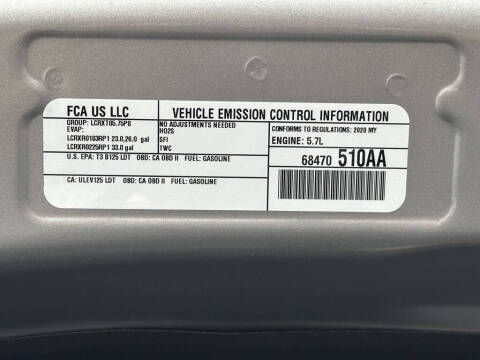 FCA US LLC
VEHICLE EMISSION CONTROL INFORMATION
GROUP: LCRXT05.75P8
EVAP:
LCRXR0183RP1 23.0,26.0 gal
LCRXR0225RP1 33.0 gal
NO ADJUSTMENTS NEEDED
HO2S
SFI
TWC
CONFORMS TO REGULATIONS: 2020 MY
ENGINE: 5.7L
68470 510AA
U.S. EPA: T3 B125 LDT OBD: CA OBD II FUEL: GASOLINE
CA: ULEV125 LDT OBD: CA OBD II FUEL: GASOLINE